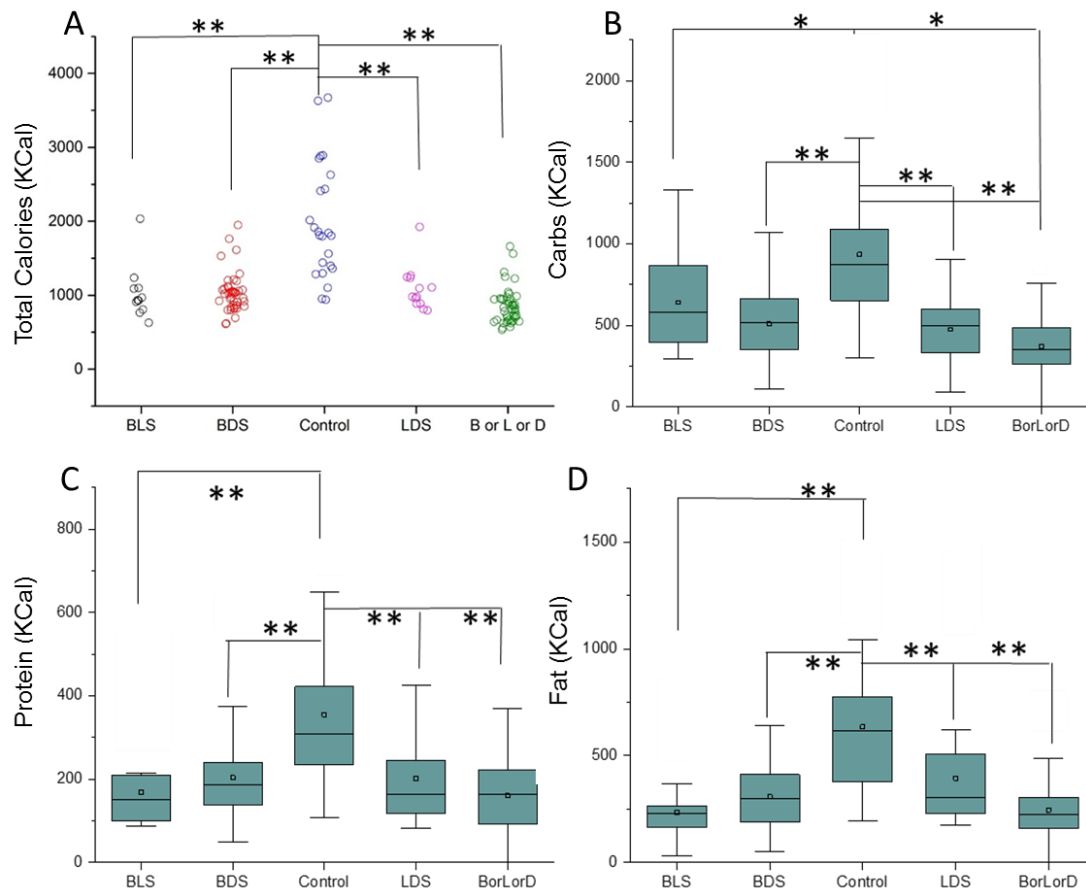 A
Total Calories (KCal)
4000
3000
2000
1000
0
** ** ** **
BLS BDS Control LDS B or L or D
B
Carbs (KCal)
2000
1500
1000
500
0
* * ** ** **
BLS BDS Control LDS BorLorD
C
Protein (KCal)
800
600
400
200
0
** ** ** **
BLS BDS Control LDS BorLorD
D
Fat (KCal)
1500
1000
500
0
** ** ** **
BLS BDS Control LDS BorLorD